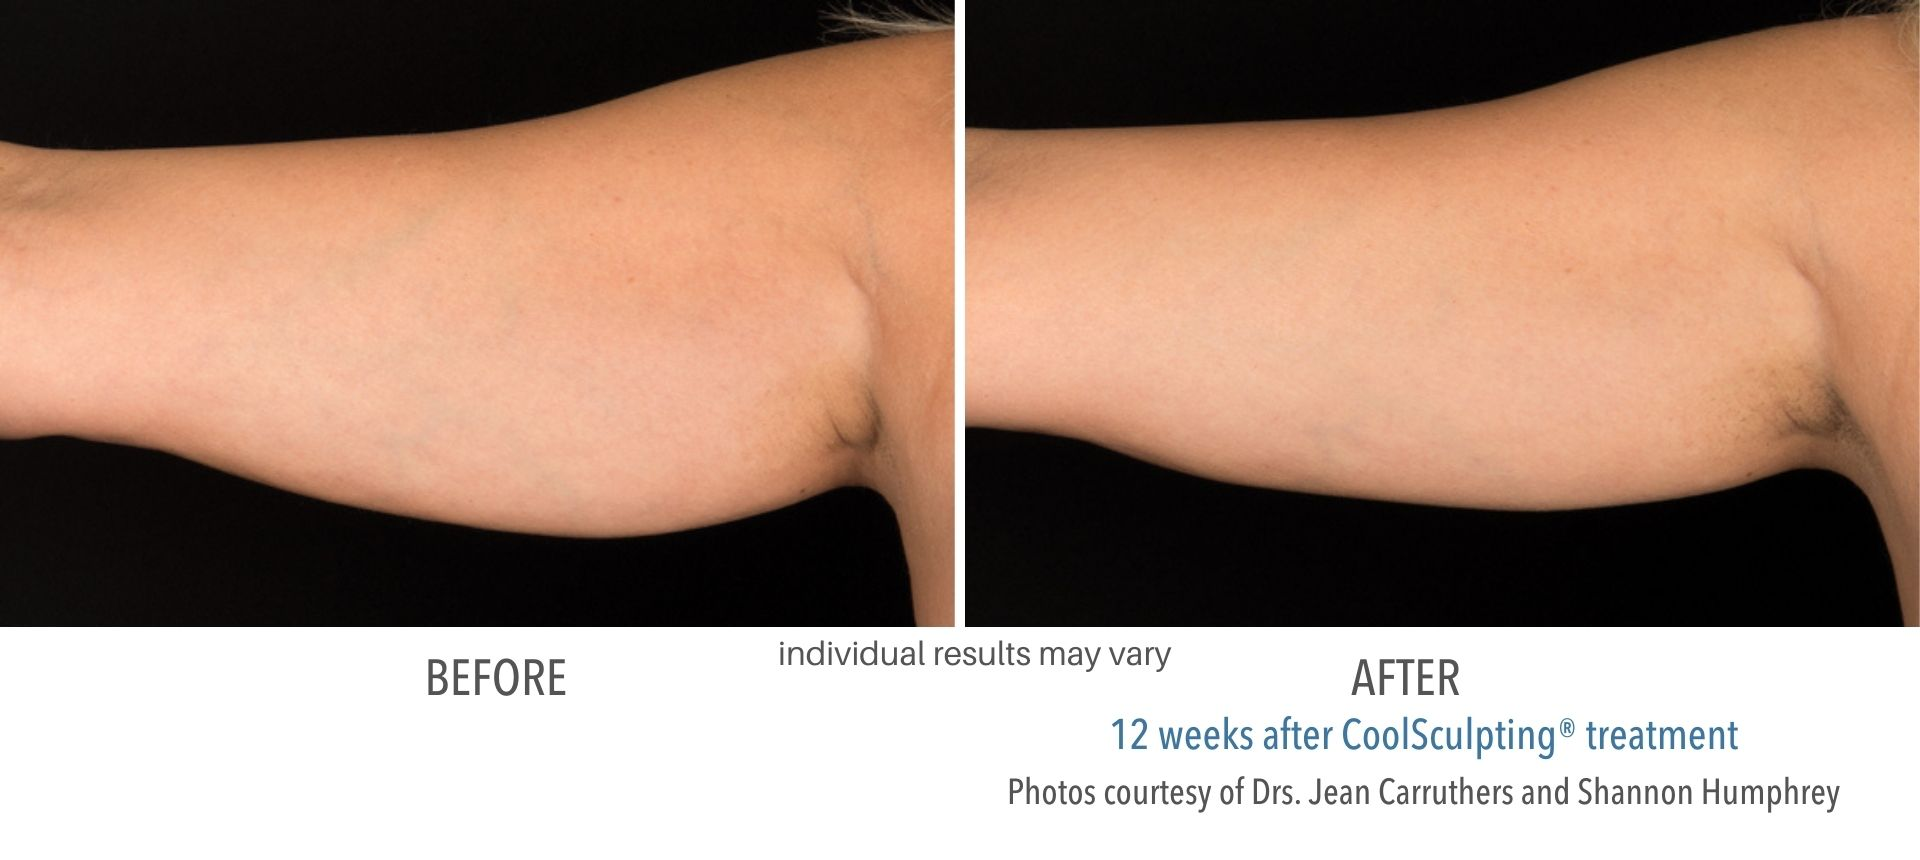 BEFORE
individual results may vary
AFTER
12 weeks after CoolSculpting® treatment
Photos courtesy of Drs. Jean Carruthers and Shannon Humphrey